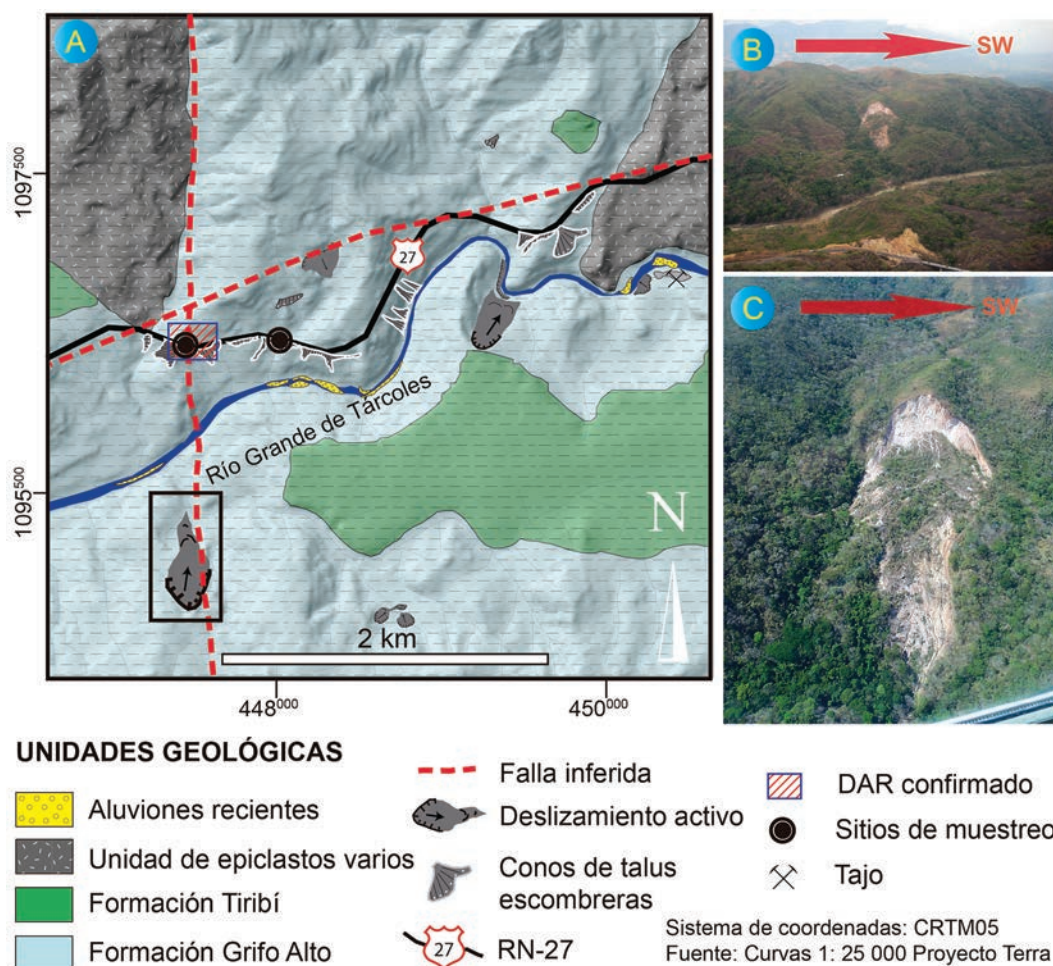 A
B
SW
C
SW
1097500
1095500
27
Río Grande de Tárcoles
N
2 km
448000
450000
UNIDADES GEOLÓGICAS
Aluviones recientes
Unidad de epiclastos varios
Formación Tiribí
Formación Grifo Alto
Falla inferida
Deslizamiento activo
Conos de talus
escombreras
27
RN-27
DAR confirmado
Sitios de muestreo
Tajo
Sistema de coordenadas: CRTM05
Fuente: Curvas 1: 25 000 Proyecto Terra